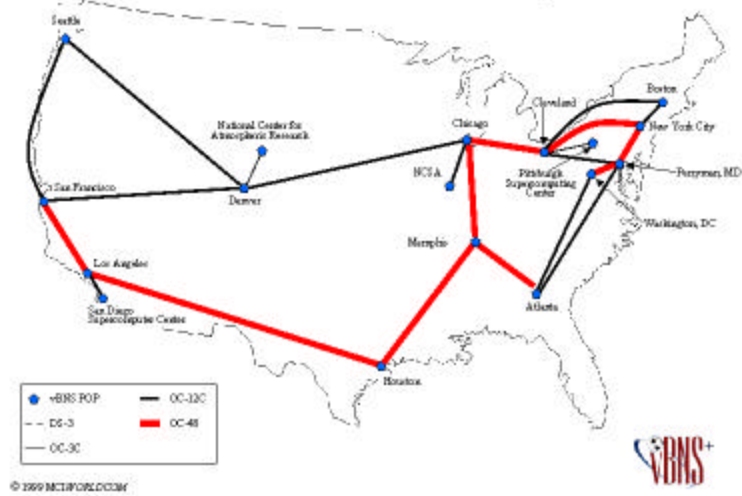 Seattle
Boston
Cleveland
National Center for
Atmospheric Research
Chicago
New York City
NCSA
Pittsburgh
Supercomputing
Center
Perryman, MD
San Francisco
Denver
Washington, DC
Memphis
Los Angeles
San Diego
Supercomputer Center
Atlanta
Houston
vBNS POP
OC-12C
DS-3
OC-48
OC-3C
vBNS+
© 1999 MCI WORLDCOM